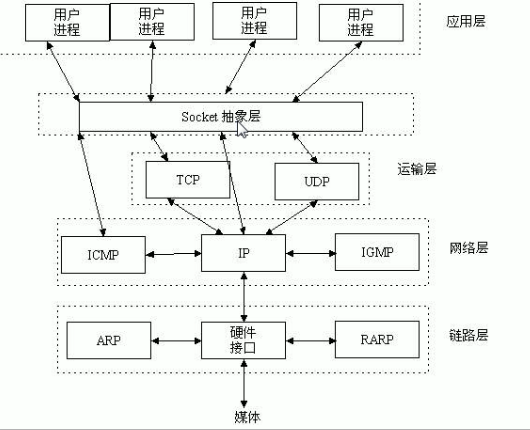 用户
进程
用户
进程
用户
进程
用户
进程
应用层
Socket 抽象层
TCP
UDP
运输层
ICMP
IP
IGMP
网络层
ARP
硬件
接口
RARP
链路层
媒体